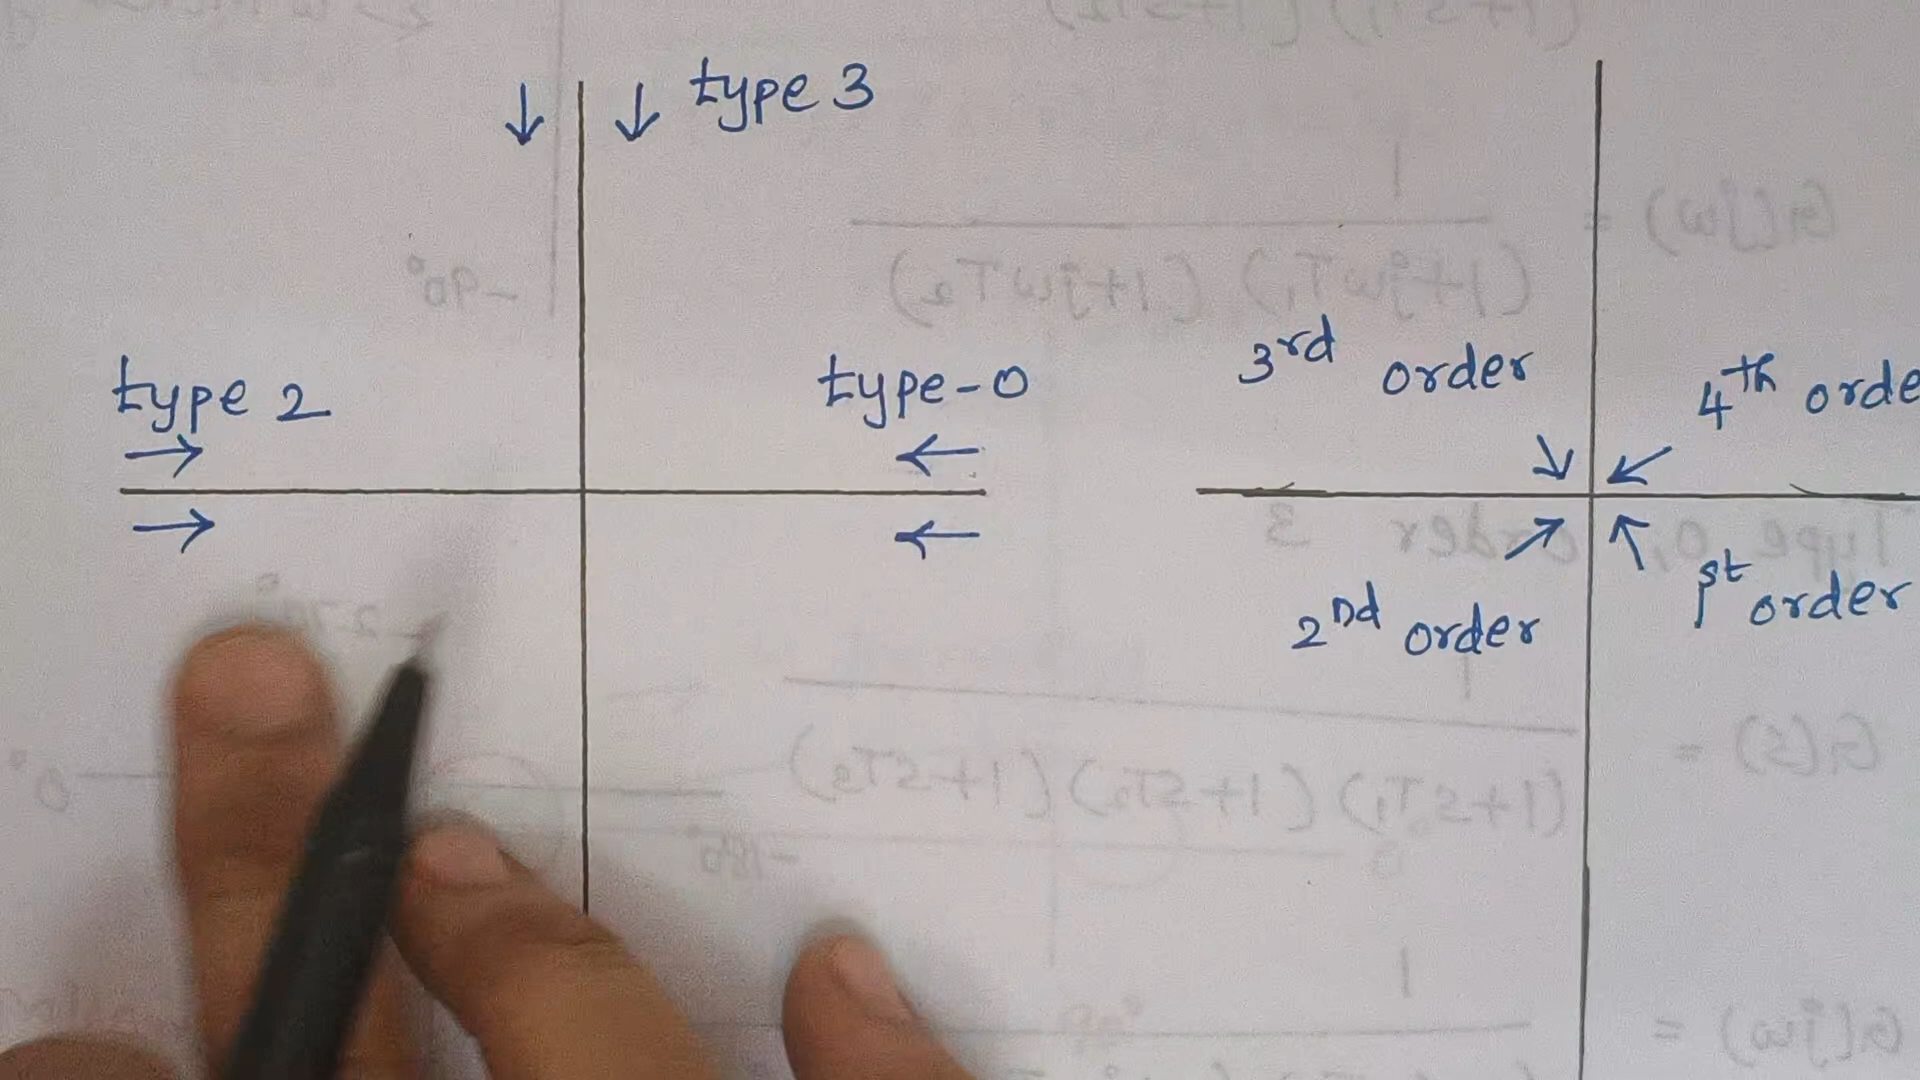 type 3
type 2
type-0
3rd order
4th orde
2nd order
1st order